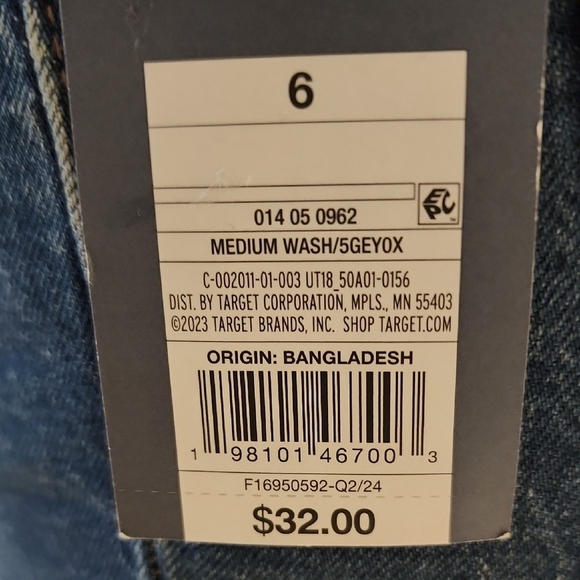 6
EPC
014 05 0962
MEDIUM WASH/5GEY0X
C-002011-01-003 UT18_50A01-0156
DIST. BY TARGET CORPORATION, MPLS., MN 55403
©2023 TARGET BRANDS, INC. SHOP TARGET.COM
ORIGIN: BANGLADESH
1 98101 46700 3
F16950592-Q2/24
$32.00